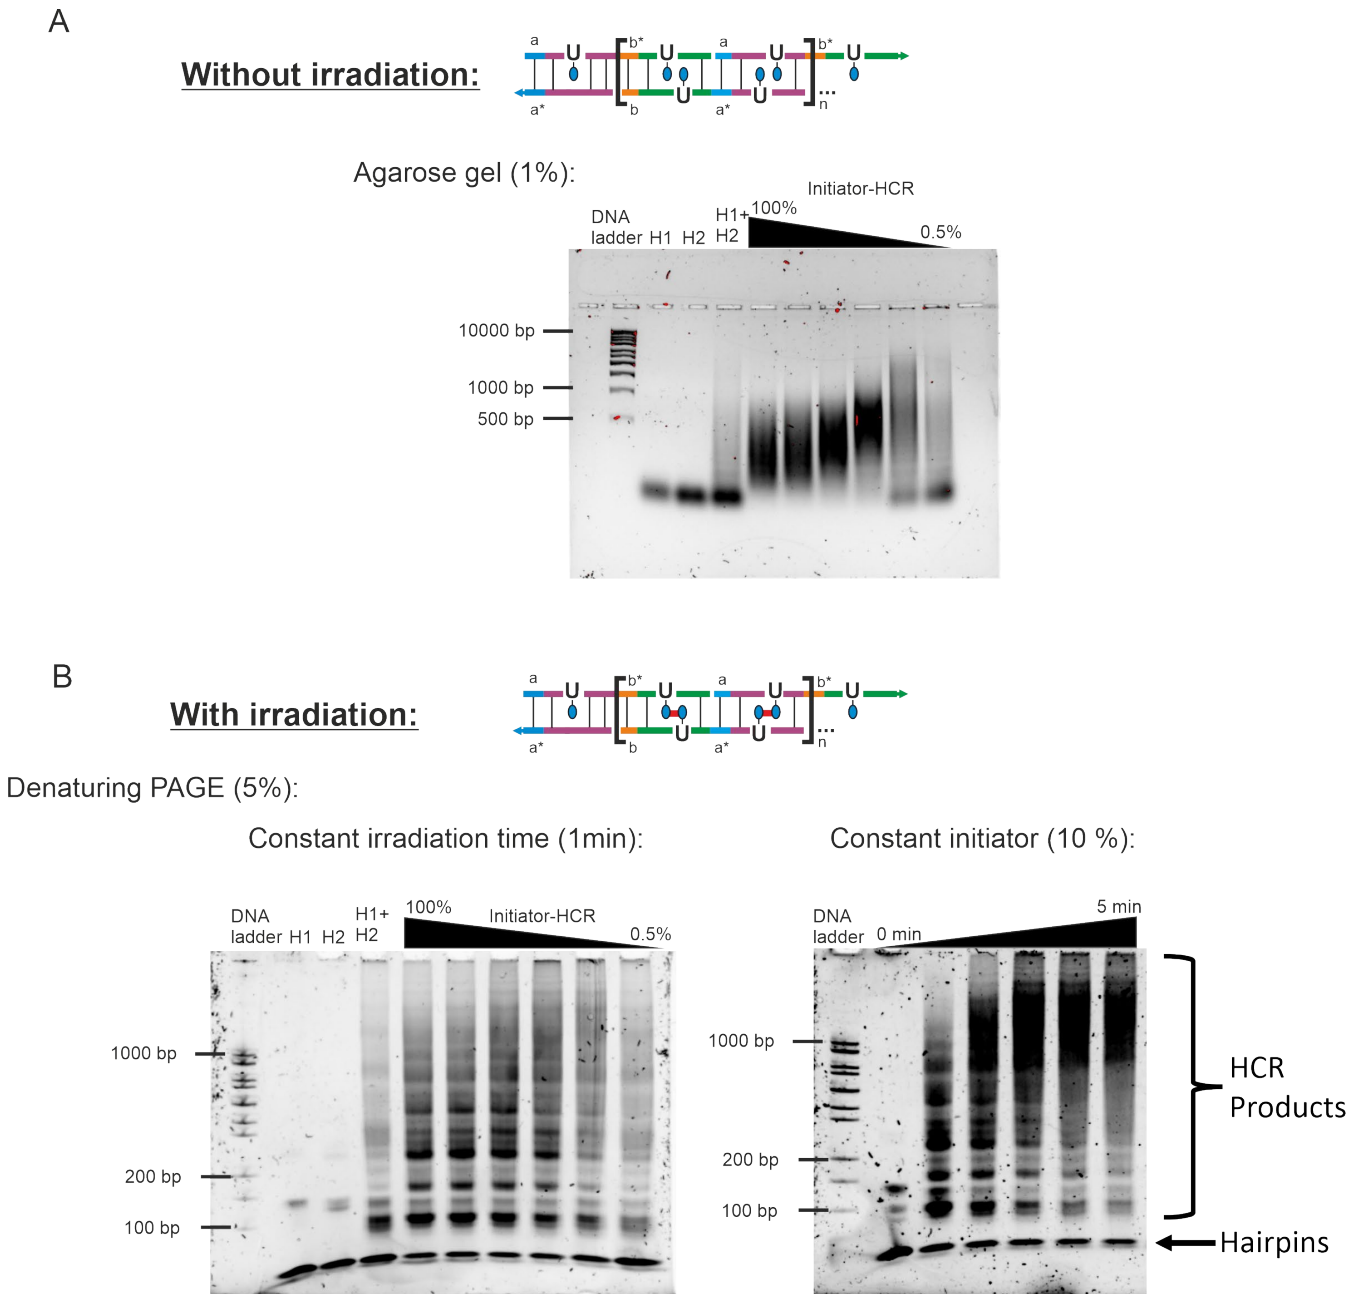 A
Without irradiation:
a U b* U a U b* U
a* b U a* U n ...
Agarose gel (1%):
Initiator-HCR
DNA ladder H1 H2 H1+ H2 100% 0.5%
10000 bp
1000 bp
500 bp
B
With irradiation:
a U b* U a U b* U
a* b U a* U n ...
Denaturing PAGE (5%):
Constant irradiation time (1min):
DNA ladder H1 H2 H1+ H2 100% Initiator-HCR 0.5%
1000 bp
200 bp
100 bp
Constant initiator (10 %):
DNA ladder 0 min 5 min
1000 bp
200 bp
100 bp
HCR
Products
Hairpins